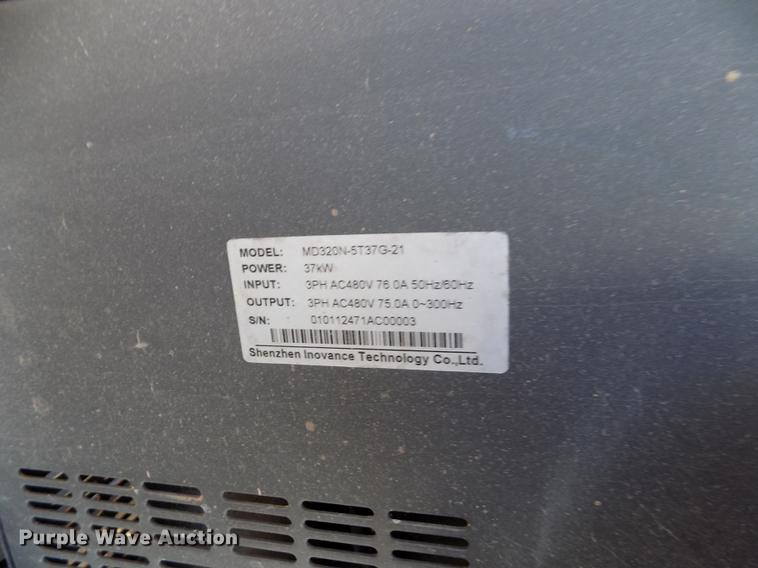 MODEL: MD320N-5T37G-21
POWER: 37kW
INPUT: 3PH AC480V 76.0A 50Hz/60Hz
OUTPUT: 3PH AC480V 75.0A 0~300Hz
S/N: 010112471AC00003
Shenzhen Inovance Technology Co.,Ltd.
Purple Wave Auction